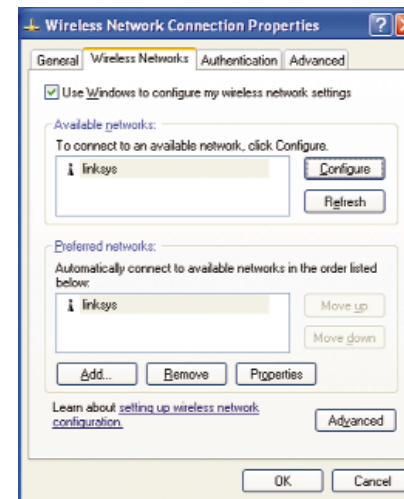 Wireless Network Connection Properties ?
General Wireless Networks Authentication Advanced
Use Windows to configure my wireless network settings
Available networks:
To connect to an available network, click Configure.
linksys Configure
Refresh
Preferred networks:
Automatically connect to available networks in the order listed
below:
linksys Move up
Move down
Add... Remove Properties
Learn about setting up wireless network
configuration. Advanced
OK Cancel